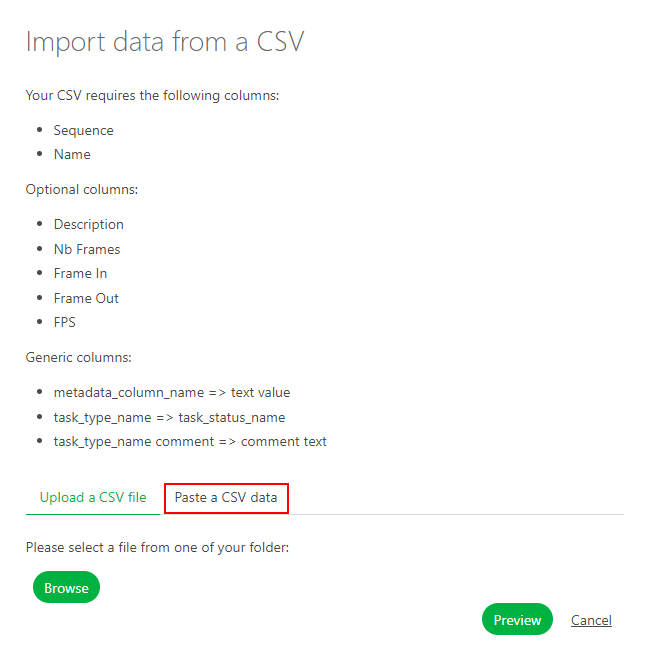 Import data from a CSV
Your CSV requires the following columns:
Sequence
Name
Optional columns:
Description
Nb Frames
Frame In
Frame Out
FPS
Generic columns:
metadata_column_name => text value
task_type_name => task_status_name
task_type_name comment => comment text
Upload a CSV file Paste a CSV data
Please select a file from one of your folder:
Browse
Preview Cancel